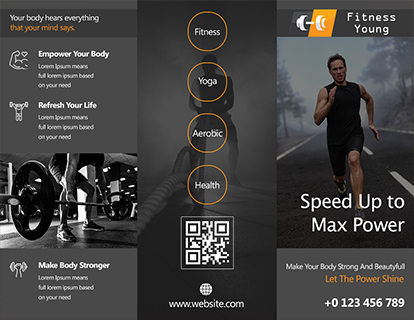 Your body hears everything
that your mind says.
Empower Your Body
Lorem Ipsum means
full lorem ipsum based
on your need
Refresh Your Life
Lorem Ipsum means
full lorem ipsum based
on your need
Make Body Stronger
Lorem Ipsum means
full lorem ipsum based
on your need
Fitness
Yoga
Aerobic
Health
www.website.com
Fitness
Young
Speed Up to
Max Power
Make Your Body Strong And Beautyfull
Let The Power Shine
+0 123 456 789